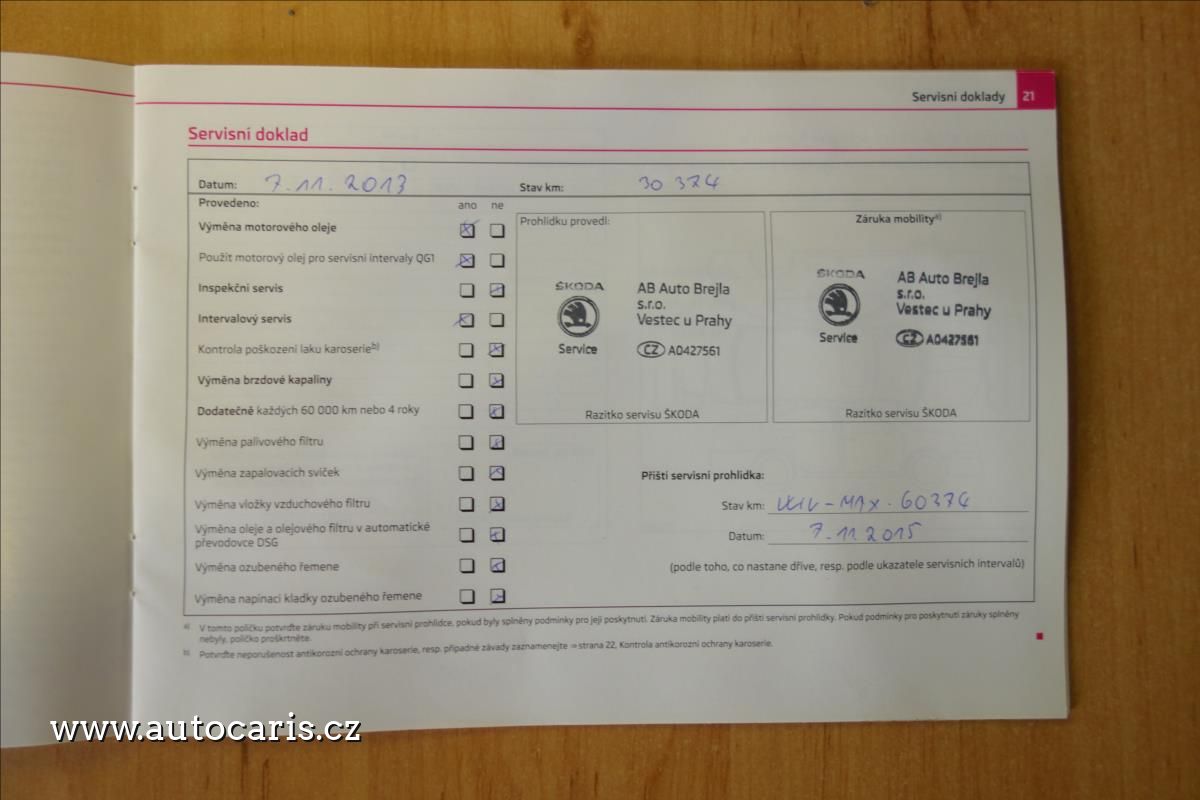 Servisní doklady 21
Servisní doklad
Datum: 7.11.2013 Stav km: 30 374
Provedeno: ano ne
Výměna motorového oleje
Použit motorový olej pro servisní intervaly QG1
Inspekční servis
Intervalový servis
Kontrola poškození laku karoserie b)
Výměna brzdové kapaliny
Dodatečně každých 60 000 km nebo 4 roky
Výměna palivového filtru
Výměna zapalovacích svíček
Výměna vložky vzduchového filtru
Výměna oleje a olejového filtru v automatické
převodovce DSG
Výměna ozubeného řemene
Výměna napínací kladky ozubeného řemene
Prohlídku provedl:
ŠKODA
Service
AB Auto Brejla
s.r.o.
Vestec u Prahy
CZ A0427561
Razítko servisu ŠKODA
Záruka mobility a)
ŠKODA
Service
AB Auto Brejla
s.r.o.
Vestec u Prahy
CZ A0427561
Razítko servisu ŠKODA
Příští servisní prohlídka:
Stav km: - MAX. 60374
Datum: 7.11.2015
(podle toho, co nastane dříve, resp. podle ukazatele servisních intervalů)
a) V tomto políčku potvrďte záruku mobility při servisní prohlídce, pokud byly splněny podmínky pro její poskytnutí. Záruka mobility platí do příští servisní prohlídky. Pokud podmínky pro poskytnutí záruky splněny
nebyly, políčko proškrtněte.
b) Potvrďte neporušenost antikorozní ochrany karoserie, resp. případné závady zaznamenejte ⇒ strana 22, Kontrola antikorozní ochrany karoserie.
www.autocaris.cz